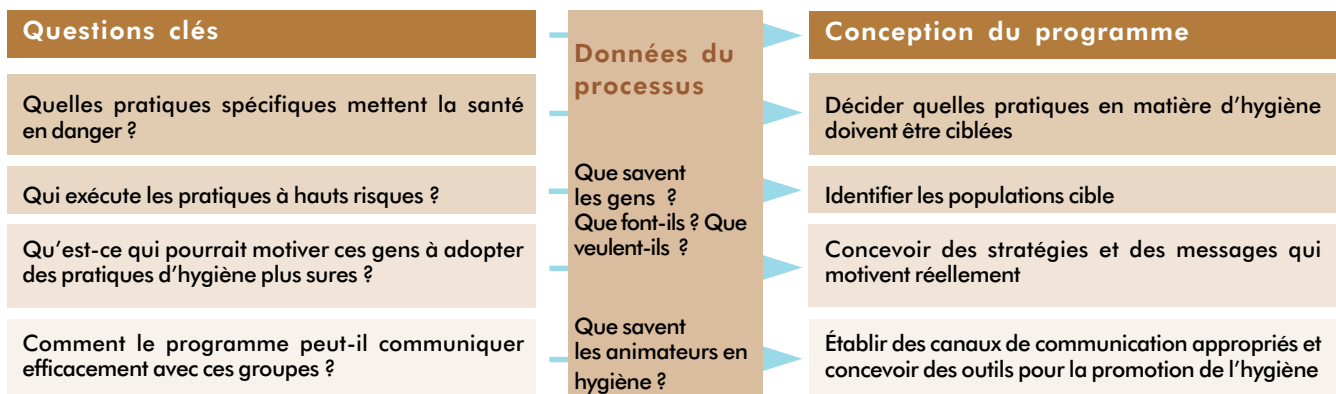 Questions clés
Quelles pratiques spécifiques mettent la santé
en danger ?
Qui exécute les pratiques à hauts risques ?
Qu'est-ce qui pourrait motiver ces gens à adopter
des pratiques d'hygiène plus sures ?
Comment le programme peut-il communiquer
efficacement avec ces groupes ?
Données du
processus
Que savent
les gens ?
Que font-ils ? Que
veulent-ils ?
Que savent
les animateurs en
hygiène ?
Conception du programme
Décider quelles pratiques en matière d'hygiène
doivent être ciblées
Identifier les populations cible
Concevoir des stratégies et des messages qui
motivent réellement
Établir des canaux de communication appropriés et
concevoir des outils pour la promotion de l'hygiène